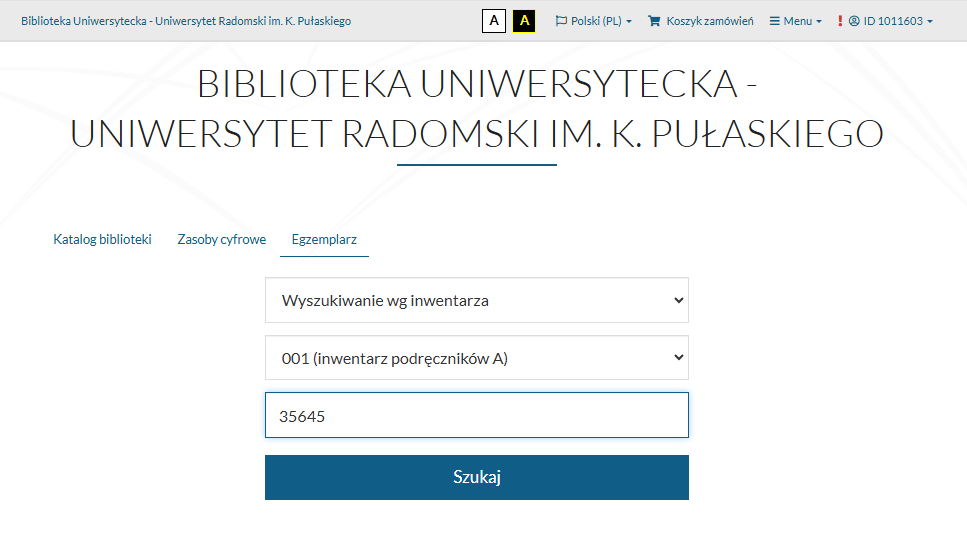 Biblioteka Uniwersytecka - Uniwersytet Radomski im. K. Pułaskiego A A Polski (PL) Koszyk zamówień Menu ID 1011603
BIBLIOTEKA UNIWERSYTECKA -
UNIWERSYTET RADOMSKI IM. K. PUŁASKIEGO
Katalog biblioteki Zasoby cyfrowe Egzemplarz
Wyszukiwanie wg inwentarza
001 (inwentarz podręczników A)
35645
Szukaj